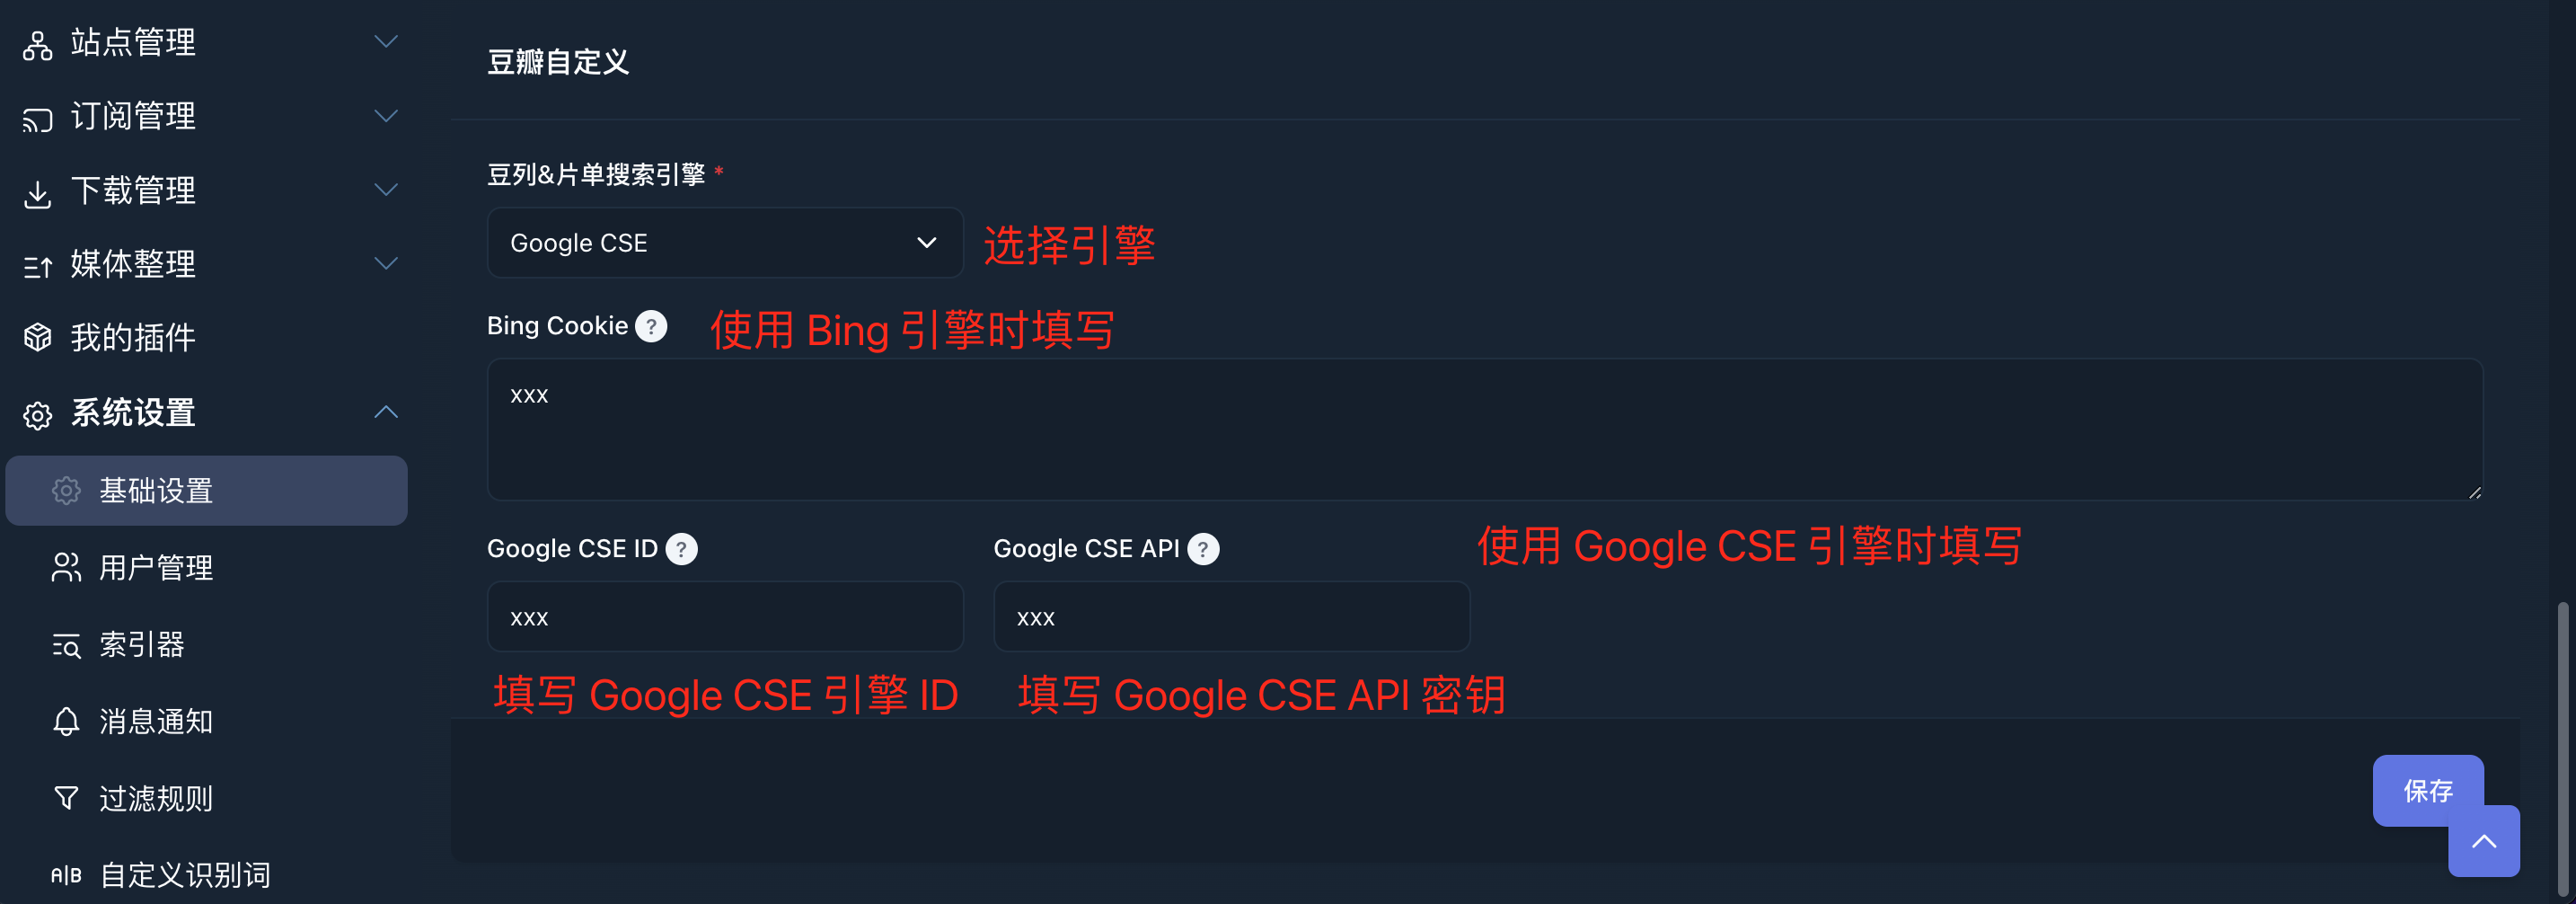 站点管理
订阅管理
下载管理
媒体整理
我的插件
系统设置
基础设置
用户管理
索引器
消息通知
过滤规则
A|B 自定义识别词
豆瓣自定义
豆列&片单搜索引擎 *
Google CSE
选择引擎
Bing Cookie ?
使用 Bing 引擎时填写
xxx
Google CSE ID ?
Google CSE API ?
使用 Google CSE 引擎时填写
xxx
xxx
填写 Google CSE 引擎 ID
填写 Google CSE API 密钥
保存